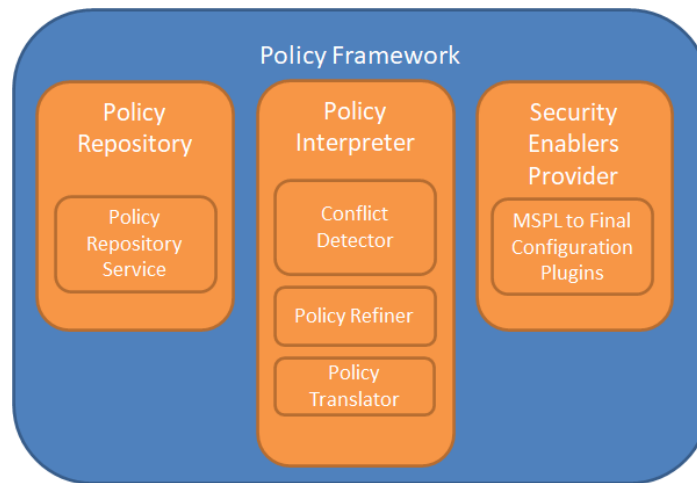 Policy Framework
Policy
Repository
Policy
Repository
Service
Policy
Interpreter
Conflict
Detector
Policy Refiner
Policy
Translator
Security
Enablers
Provider
MSPL to Final
Configuration
Plugins